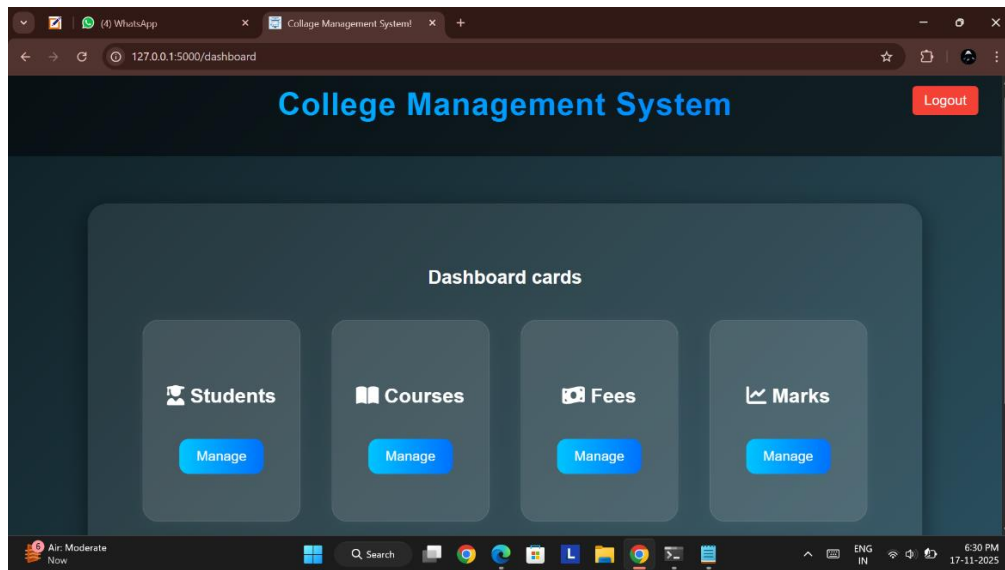 (4) WhatsApp
Collage Management System!
127.0.0.1:5000/dashboard
College Management System
Logout
Dashboard cards
Students
Courses
Fees
Marks
Manage
Manage
Manage
Manage
6
Air: Moderate
Now
Search
L
ENG
IN
6:30 PM
17-11-2025